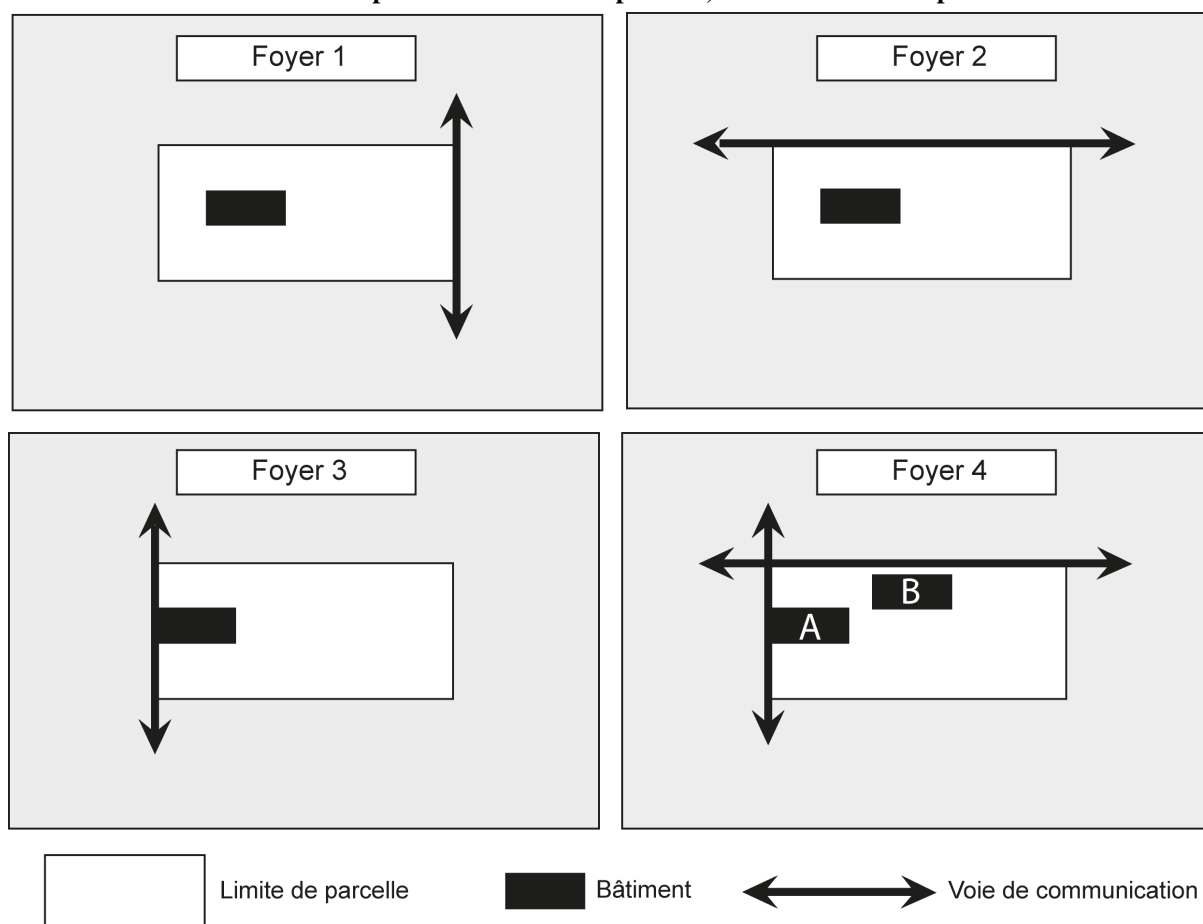 Foyer 1
Foyer 2
Foyer 3
Foyer 4
B
A
Limite de parcelle
Bâtiment
Voie de communication